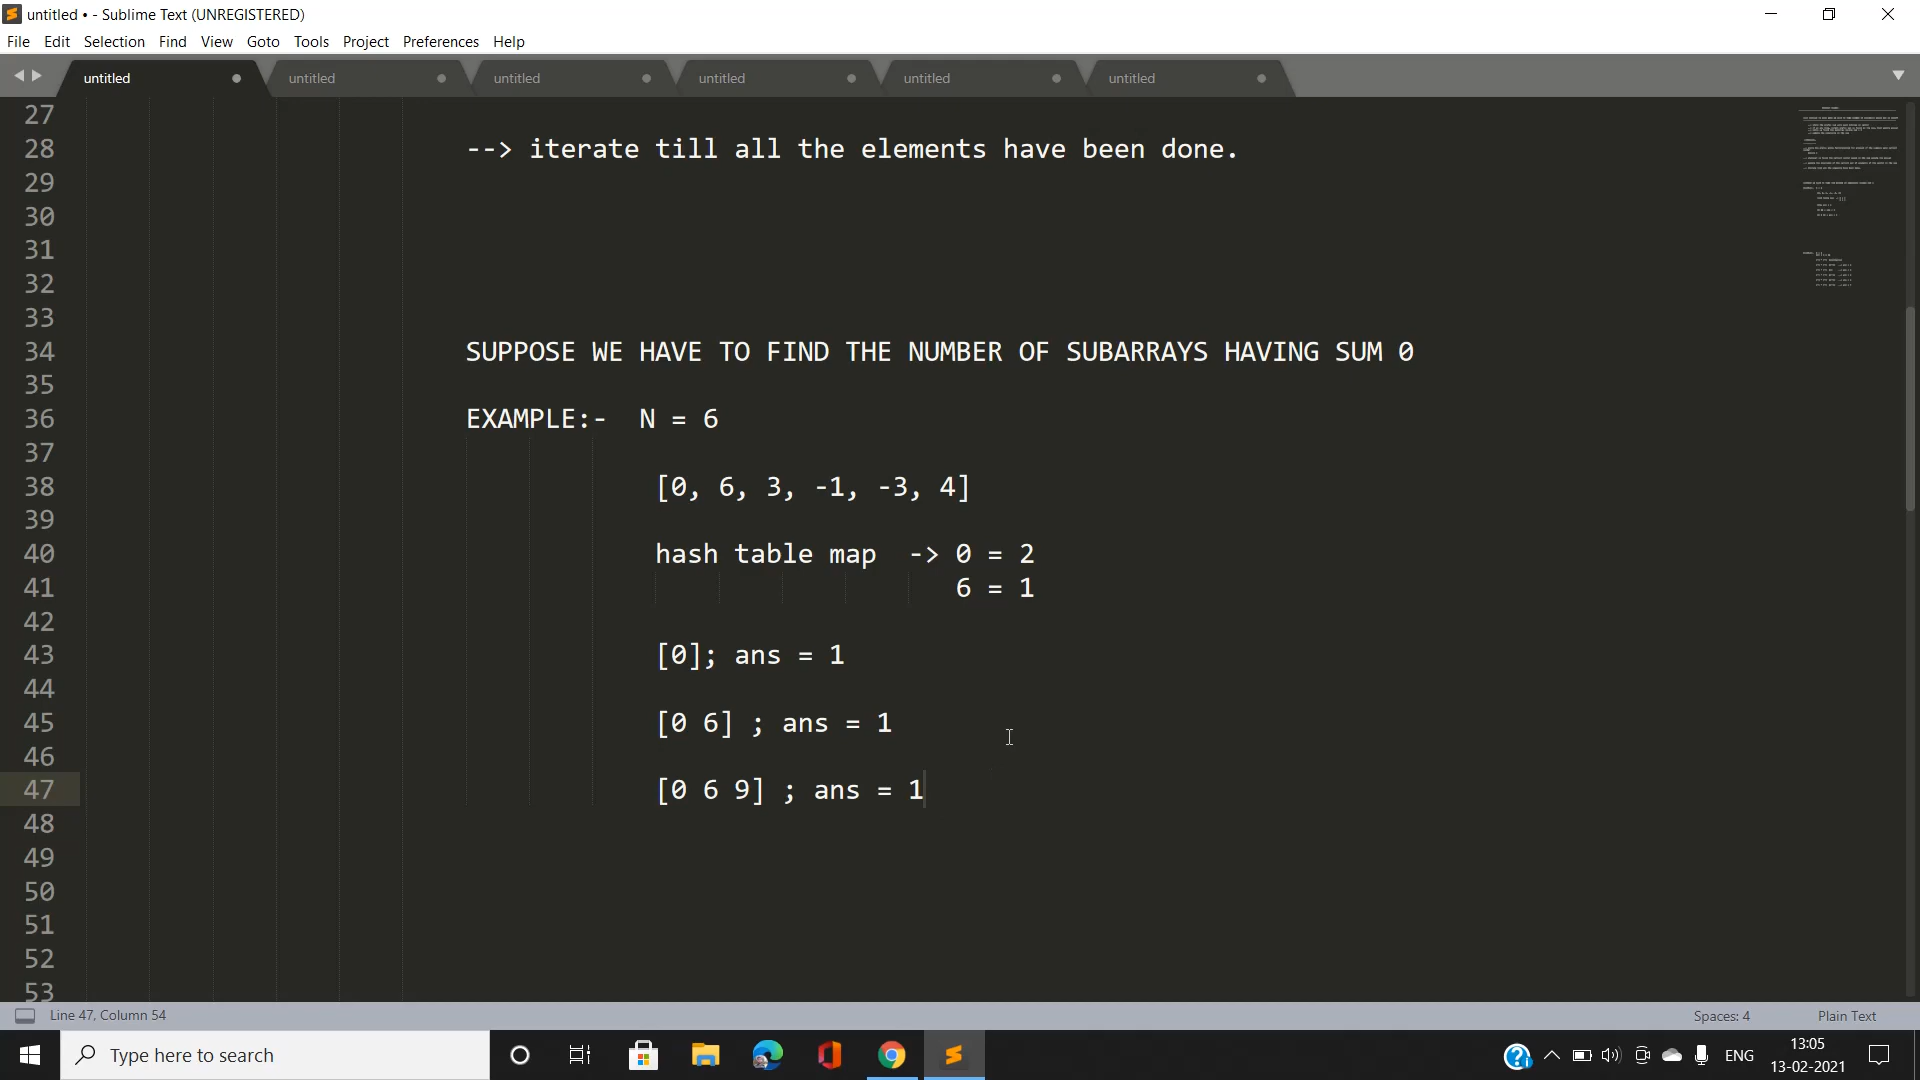 untitled • - Sublime Text (UNREGISTERED)
File Edit Selection Find View Goto Tools Project Preferences Help
untitled untitled untitled untitled untitled untitled
27
28 --> iterate till all the elements have been done.
29
30
31
32
33
34 SUPPOSE WE HAVE TO FIND THE NUMBER OF SUBARRAYS HAVING SUM 0
35
36 EXAMPLE:- N = 6
37
38 [0, 6, 3, -1, -3, 4]
39
40 hash table map -> 0 = 2
41 6 = 1
42
43 [0]; ans = 1
44
45 [0 6] ; ans = 1
46
47 [0 6 9] ; ans = 1
48
49
50
51
52
53
Line 47, Column 54 Spaces: 4 Plain Text
Type here to search ENG 13:05
13-02-2021